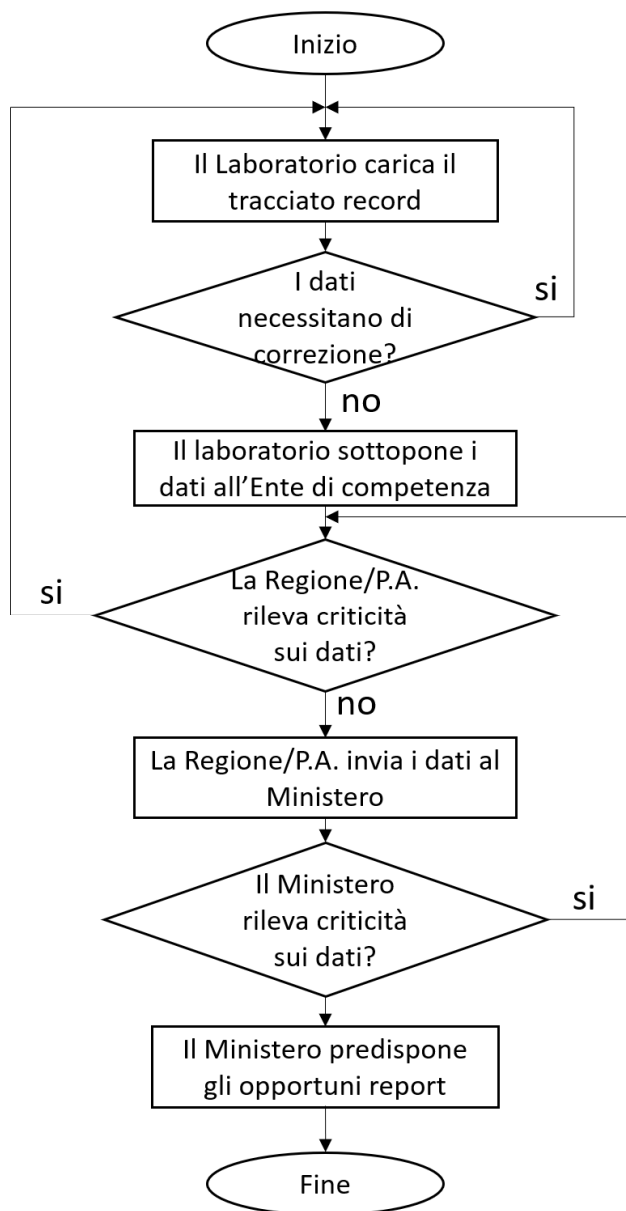 Inizio
Il Laboratorio carica il
tracciato record
I dati
necessitano di
correzione?
si
no
Il laboratorio sottopone i
dati all’Ente di competenza
La Regione/P.A.
rileva criticità
sui dati?
si
no
La Regione/P.A. invia i dati al
Ministero
Il Ministero
rileva criticità
sui dati?
si
Il Ministero predispone
gli opportuni report
Fine